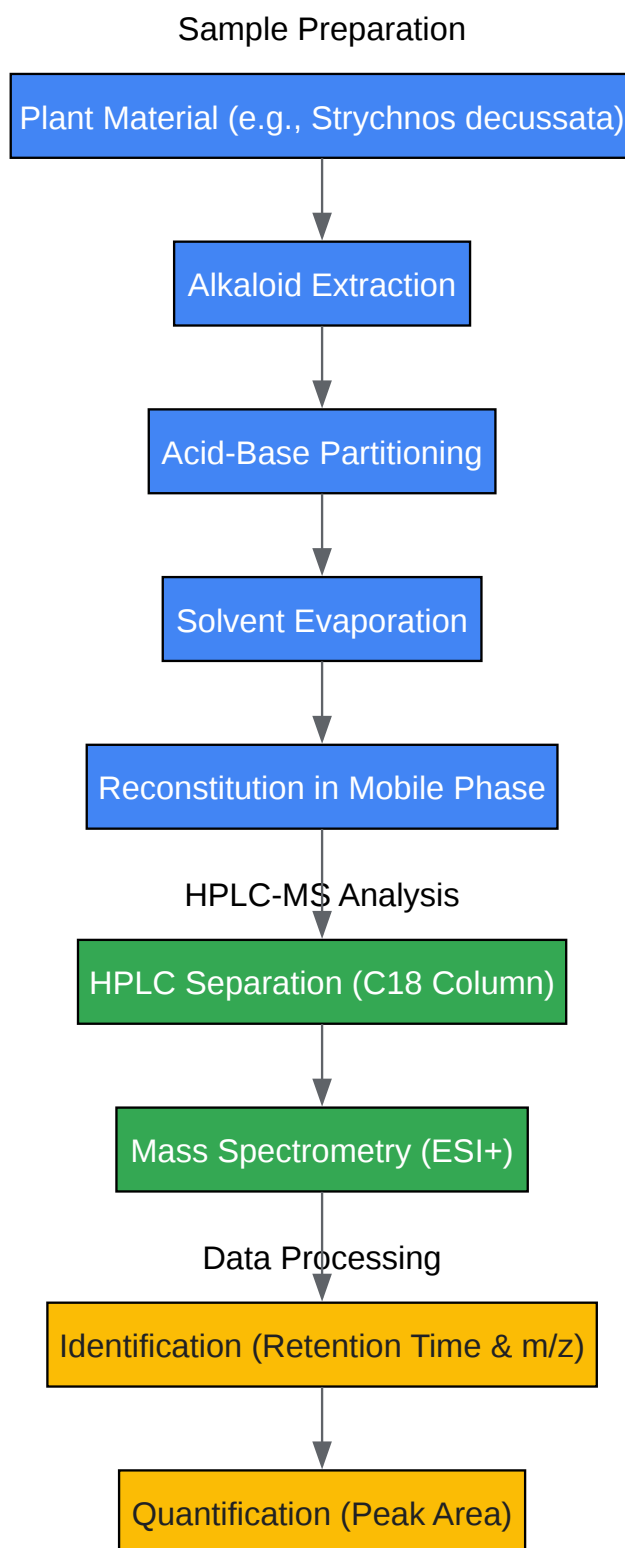 Sample Preparation
Plant Material (e.g., Strychnos decussata)
Alkaloid Extraction
Acid-Base Partitioning
Solvent Evaporation
Reconstitution in Mobile Phase
HPLC-MS Analysis
HPLC Separation (C18 Column)
Mass Spectrometry (ESI+)
Data Processing
Identification (Retention Time & m/z)
Quantification (Peak Area)